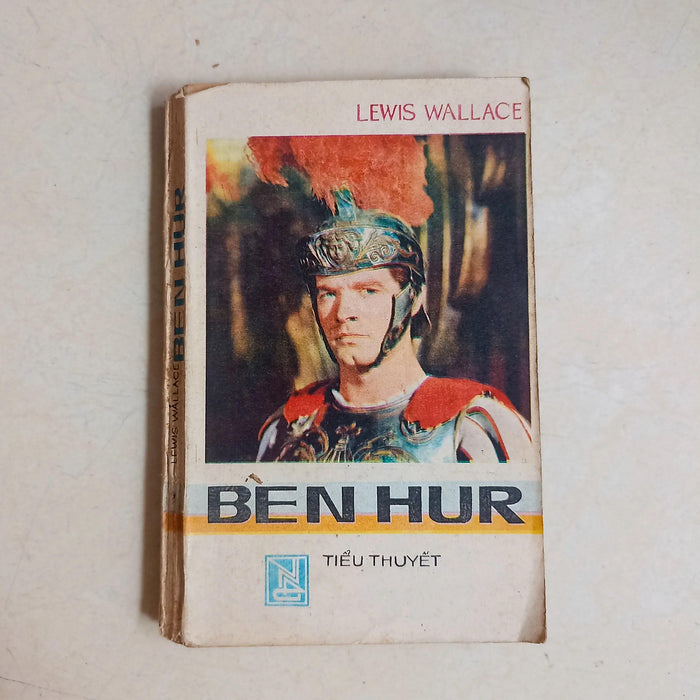 LEWIS WALLACE
BEN HUR
TIỂU THUYẾT
LEWIS WALLACE BEN HUR